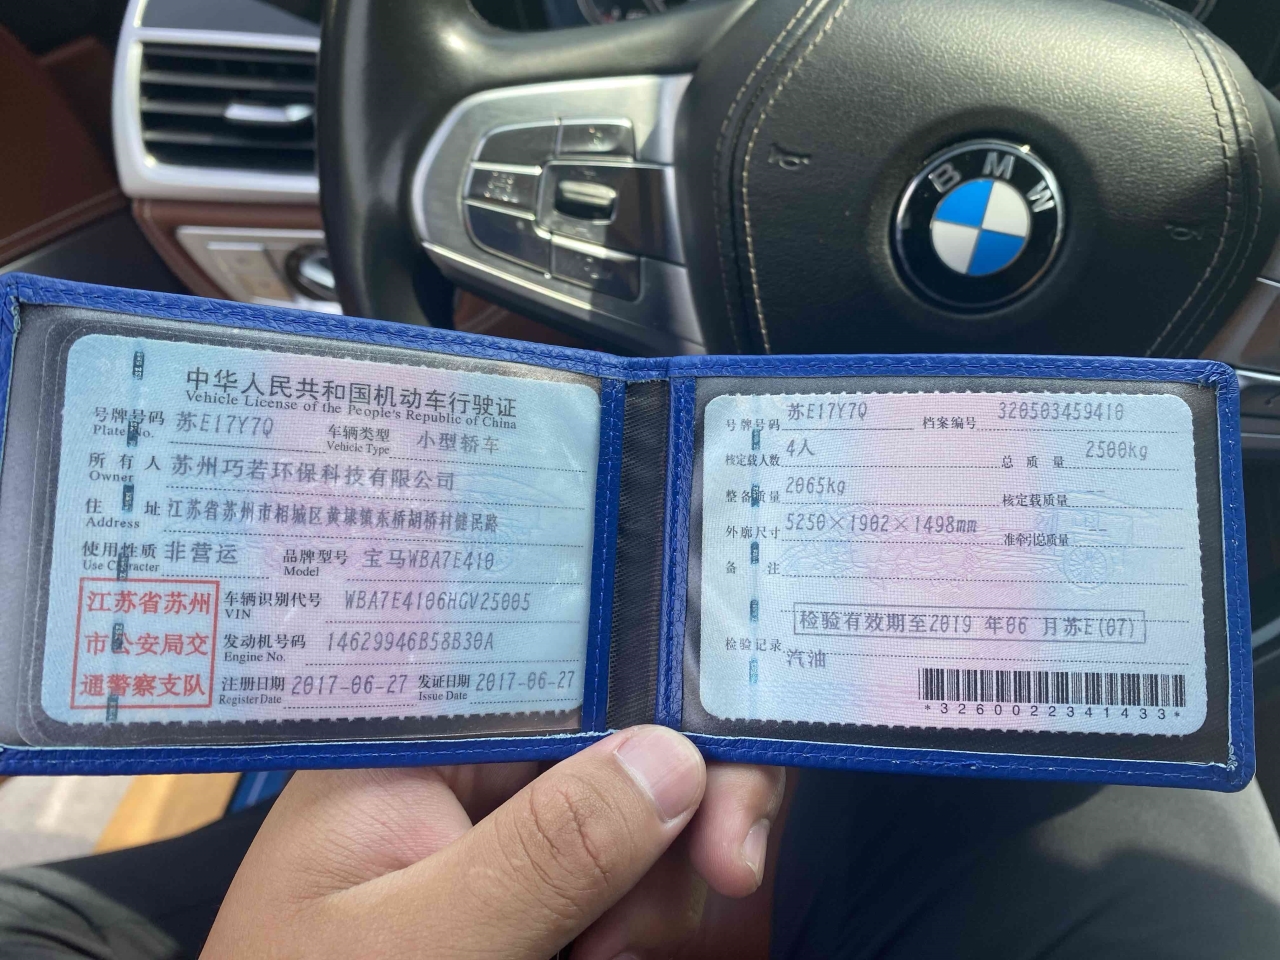 BMW
中华人民共和国机动车行驶证
Vehicle License of the People's Republic of China
号牌号码 苏E17Y7Q 车辆类型 小型轿车
Plate No. Vehicle Type
所有人 苏州巧若环保科技有限公司
Owner
住址 江苏省苏州市相城区黄埭镇东桥胡桥村健民路
Address
使用性质 非营运 品牌型号 宝马WBA7E410
Use Character Model
江苏省苏州
市公安局交
通警察支队
车辆识别代号 WBA7E4106HGV25005
VIN
发动机号码 14629946B58B30A
Engine No.
注册日期 2017-06-27 发证日期 2017-06-27
Register Date Issue Date
号牌号码 苏E17Y7Q 档案编号 320503459410
核定载人数 4人 总质量 2500kg
整备质量 2065kg 核定载质量 --
外廓尺寸 5250×1902×1498mm 准牵引总质量 --
备注
检验有效期至2019年06月苏E(07)
检验记录
汽油
*3260022341433*